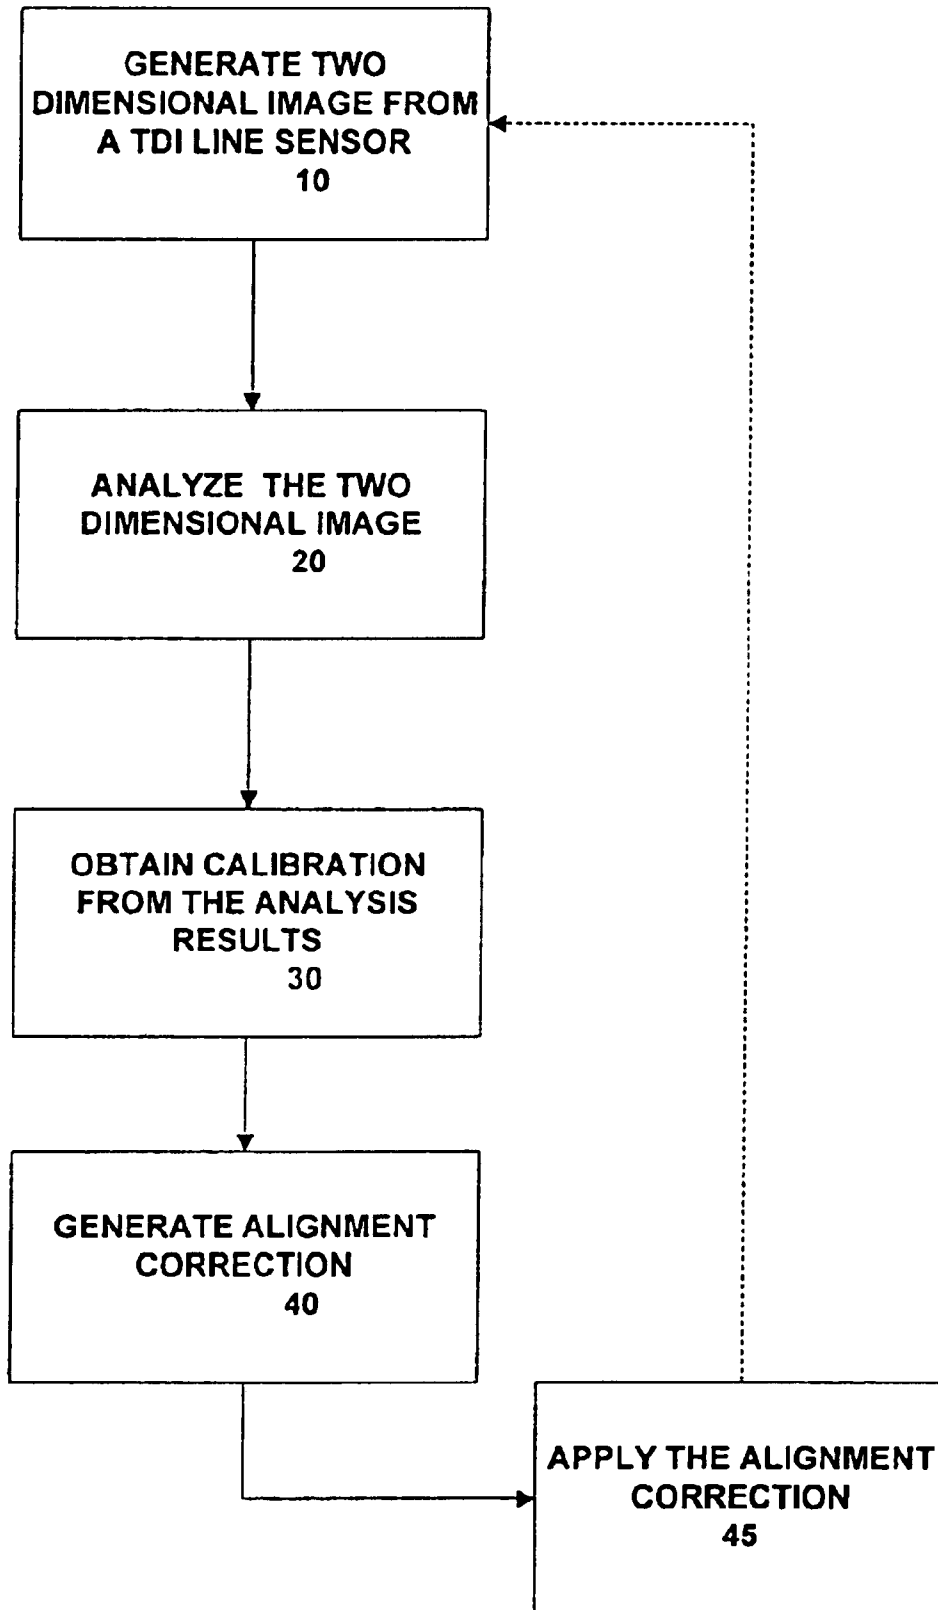 GENERATE TWO
DIMENSIONAL IMAGE FROM
A TDI LINE SENSOR
10
ANALYZE THE TWO
DIMENSIONAL IMAGE
20
OBTAIN CALIBRATION
FROM THE ANALYSIS
RESULTS
30
GENERATE ALIGNMENT
CORRECTION
40
APPLY THE ALIGNMENT
CORRECTION
45